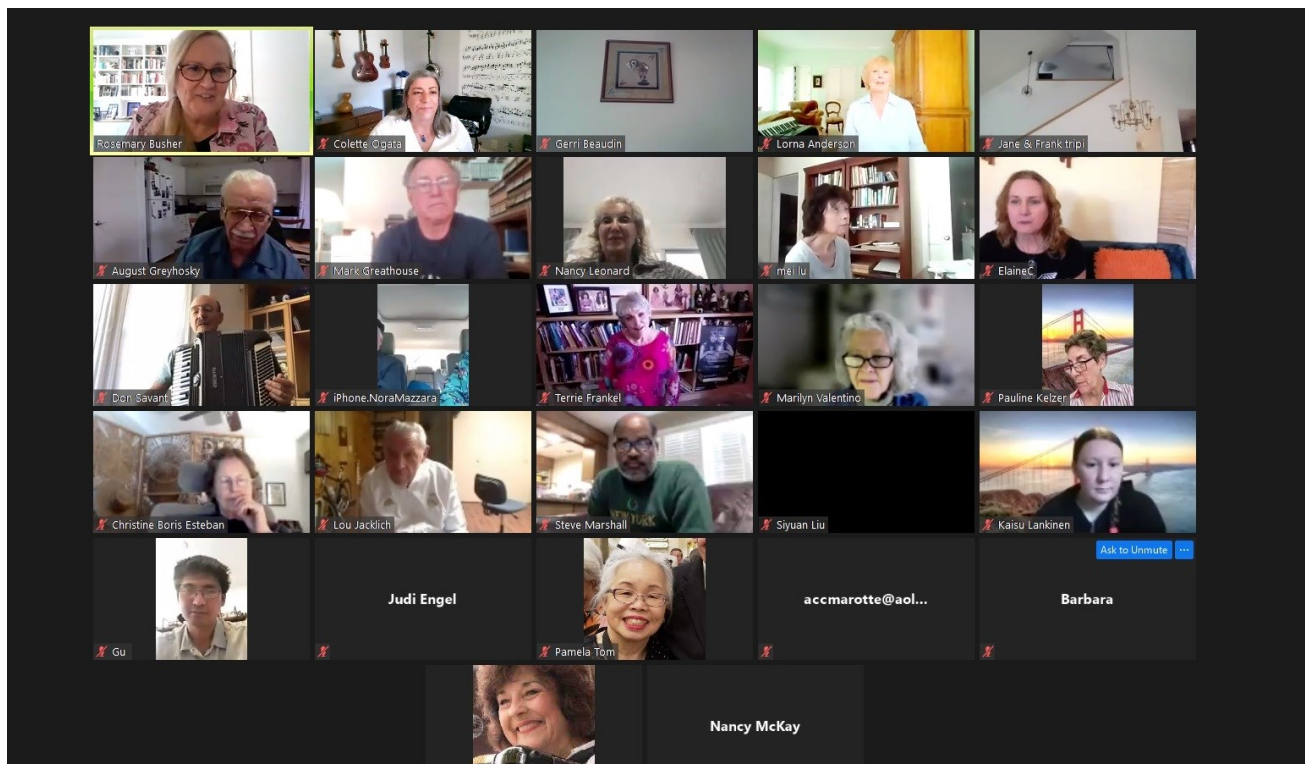 Rosemary Busher
Colette Ogata
Gerri Beaudin
Lorna Anderson
Jane & Frank tripi
August Greyhosky
Mark Greathouse
Nancy Leonard
mei lu
ElaineC
Don Savant
iPhone.NoraMazzara
Terrie Frankel
Marilyn Valentino
Pauline Kelzer
Christine Boris Esteban
Lou Jacklich
NEW YORK
Steve Marshall
Siyuan Liu
Kaisu Lankinen
Ask to Unmute ...
Gu
Judi Engel
Pamela Tom
accmarotte@aol...
Barbara
Nancy McKay